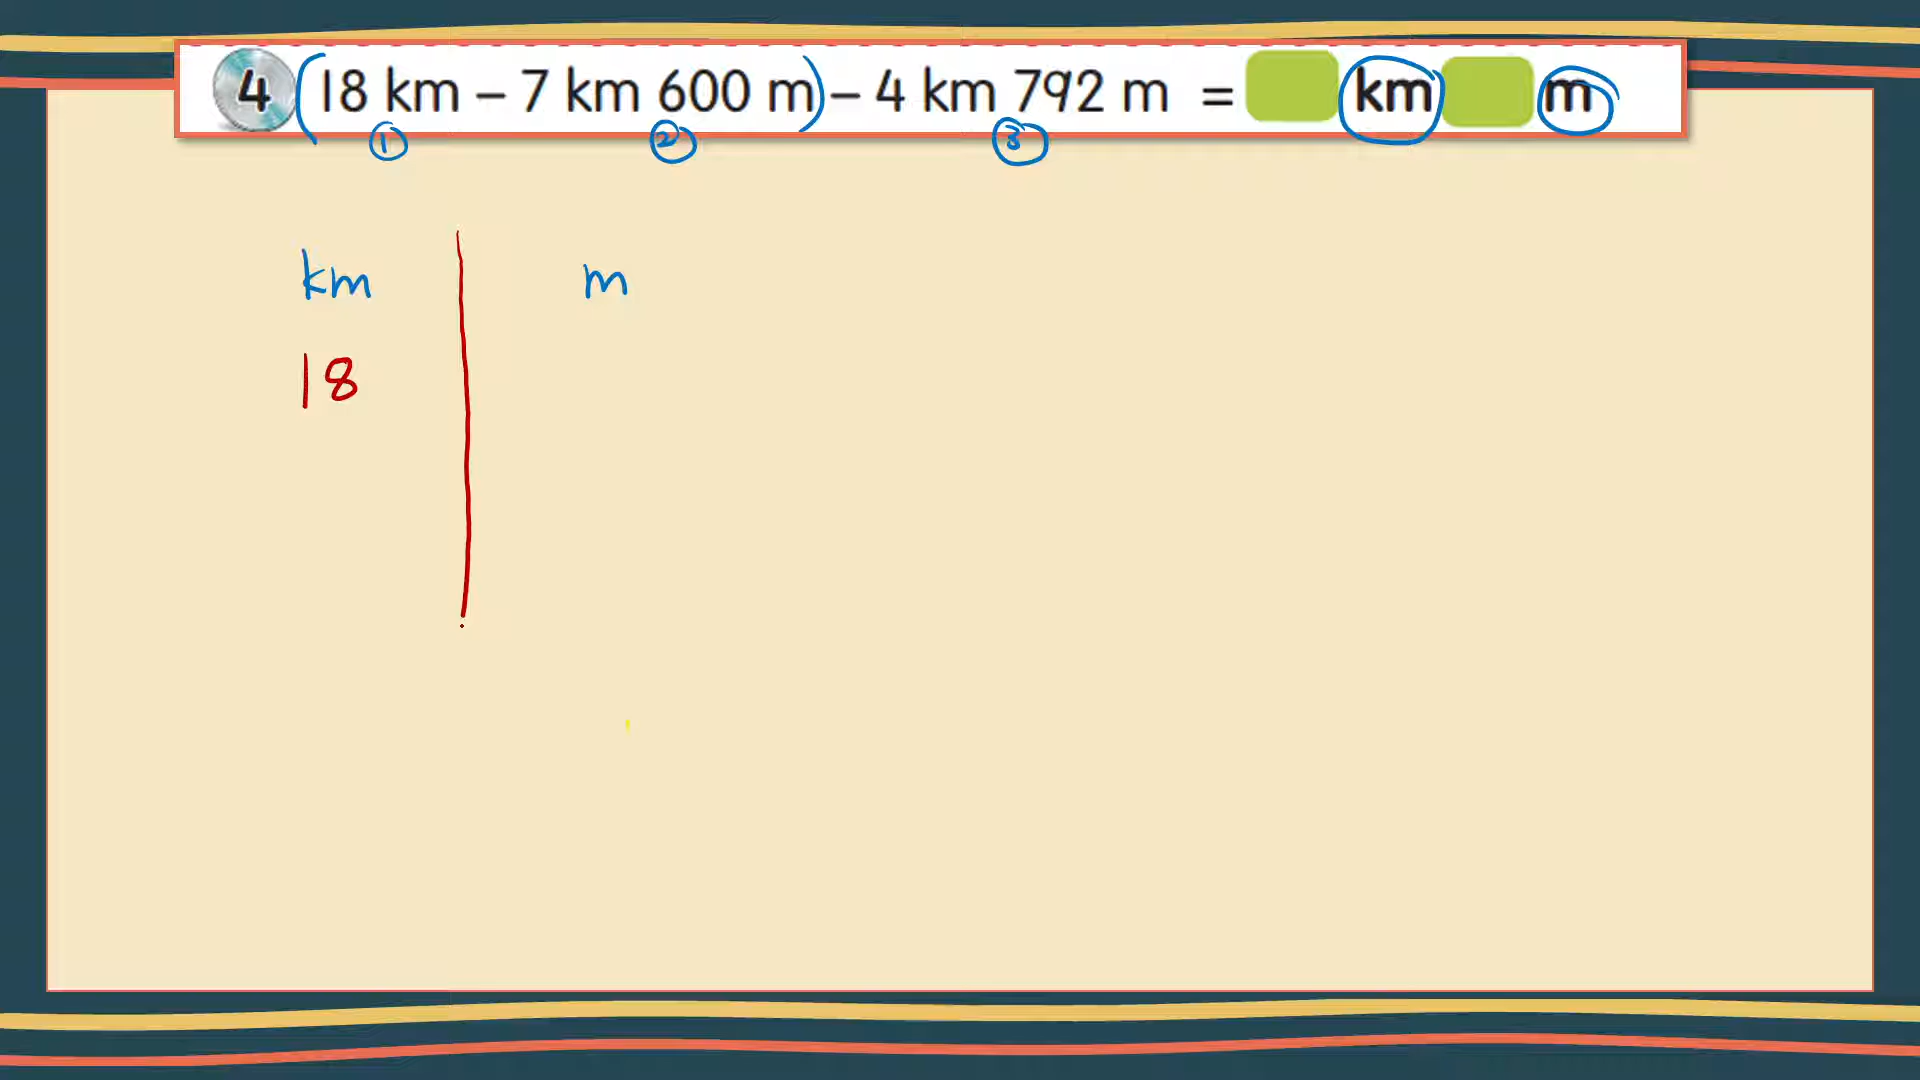 4 (18 km – 7 km 600 m) – 4 km 792 m = km m
① ② ③
km m
18